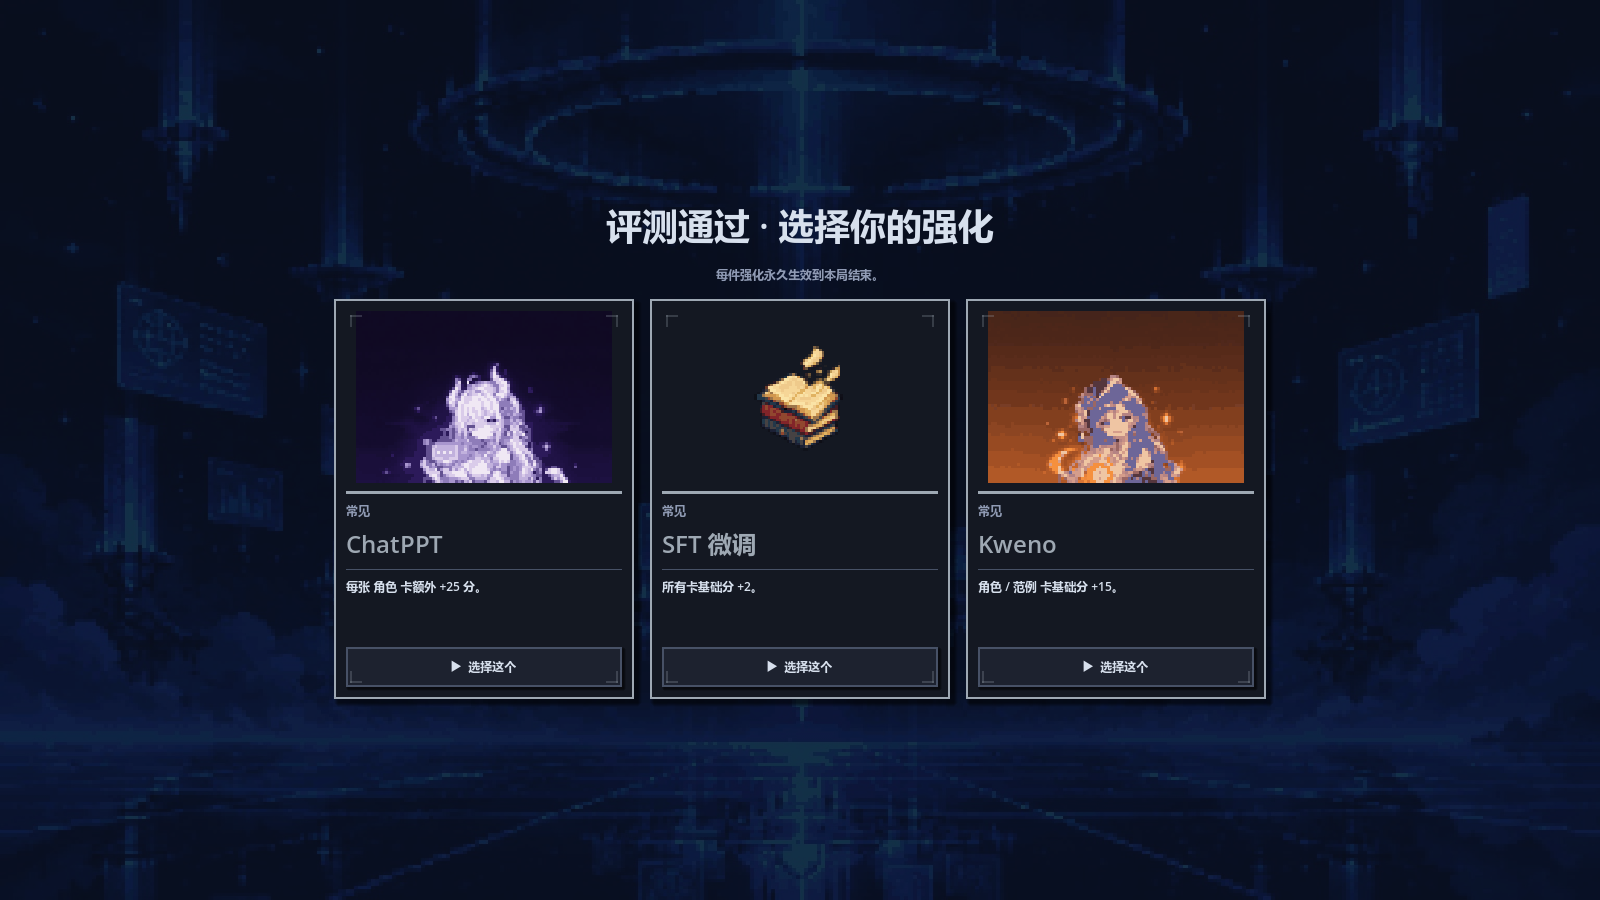 评测通过 · 选择你的强化
每件强化永久生效到本局结束。
常见
ChatPPT
每张 角色 卡额外 +25 分。
▶ 选择这个
常见
SFT 微调
所有卡基础分 +2。
▶ 选择这个
常见
Kweno
角色 / 范例 卡基础分 +15。
▶ 选择这个